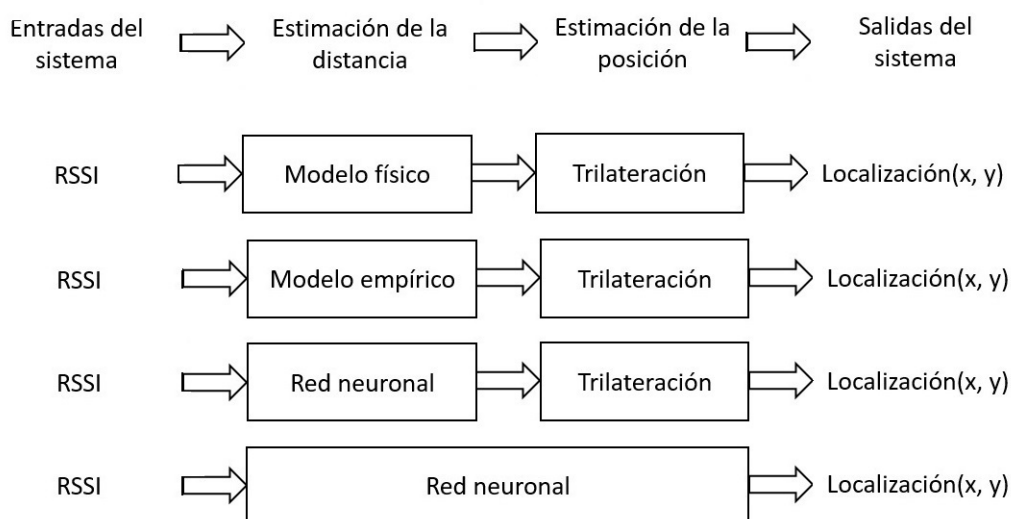 Entradas del
sistema
Estimación de la
distancia
Estimación de la
posición
Salidas del
sistema
RSSI
Modelo físico
Trilateración
Localización(x, y)
RSSI
Modelo empírico
Trilateración
Localización(x, y)
RSSI
Red neuronal
Trilateración
Localización(x, y)
RSSI
Red neuronal
Localización(x, y)